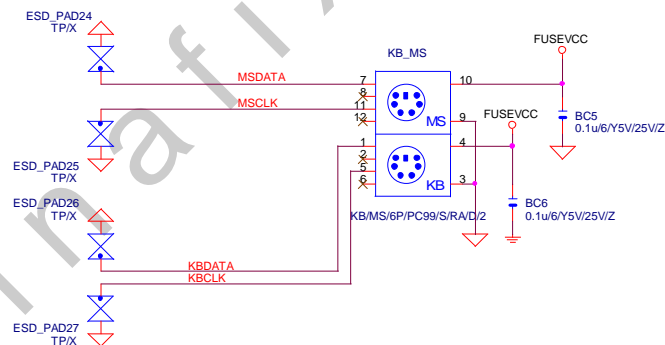 ESD_PAD24
TP/X
KB_MS
FUSEVCC
MSDATA
7
10
8
MSCLK
11
12
MS
9
FUSEVCC
BC5
0.1u/6/Y5V/25V/Z
ESD_PAD25
TP/X
1
4
2
5
6
KB
3
ESD_PAD26
TP/X
KB/MS/6P/PC99/S/RA/D/2
BC6
0.1u/6/Y5V/25V/Z
KBDATA
KBCLK
ESD_PAD27
TP/X
inafix